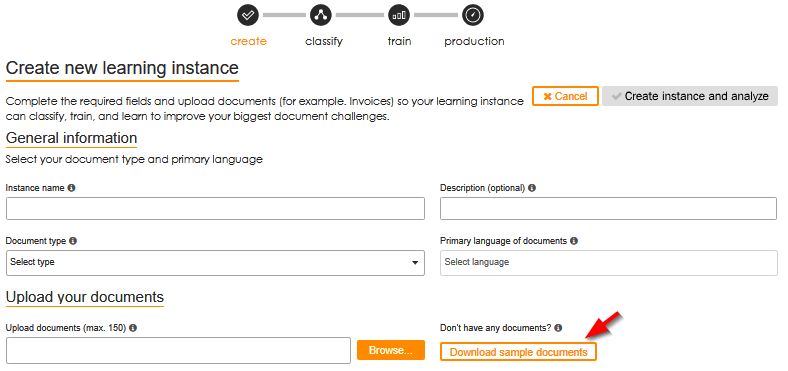 create classify train production
Create new learning instance
Complete the required fields and upload documents (for example. Invoices) so your learning instance
can classify, train, and learn to improve your biggest document challenges.
Cancel Create instance and analyze
General information
Select your document type and primary language
Instance name Description (optional)
Document type Primary language of documents
Select type Select language
Upload your documents
Upload documents (max. 150) Don't have any documents?
Browse... Download sample documents